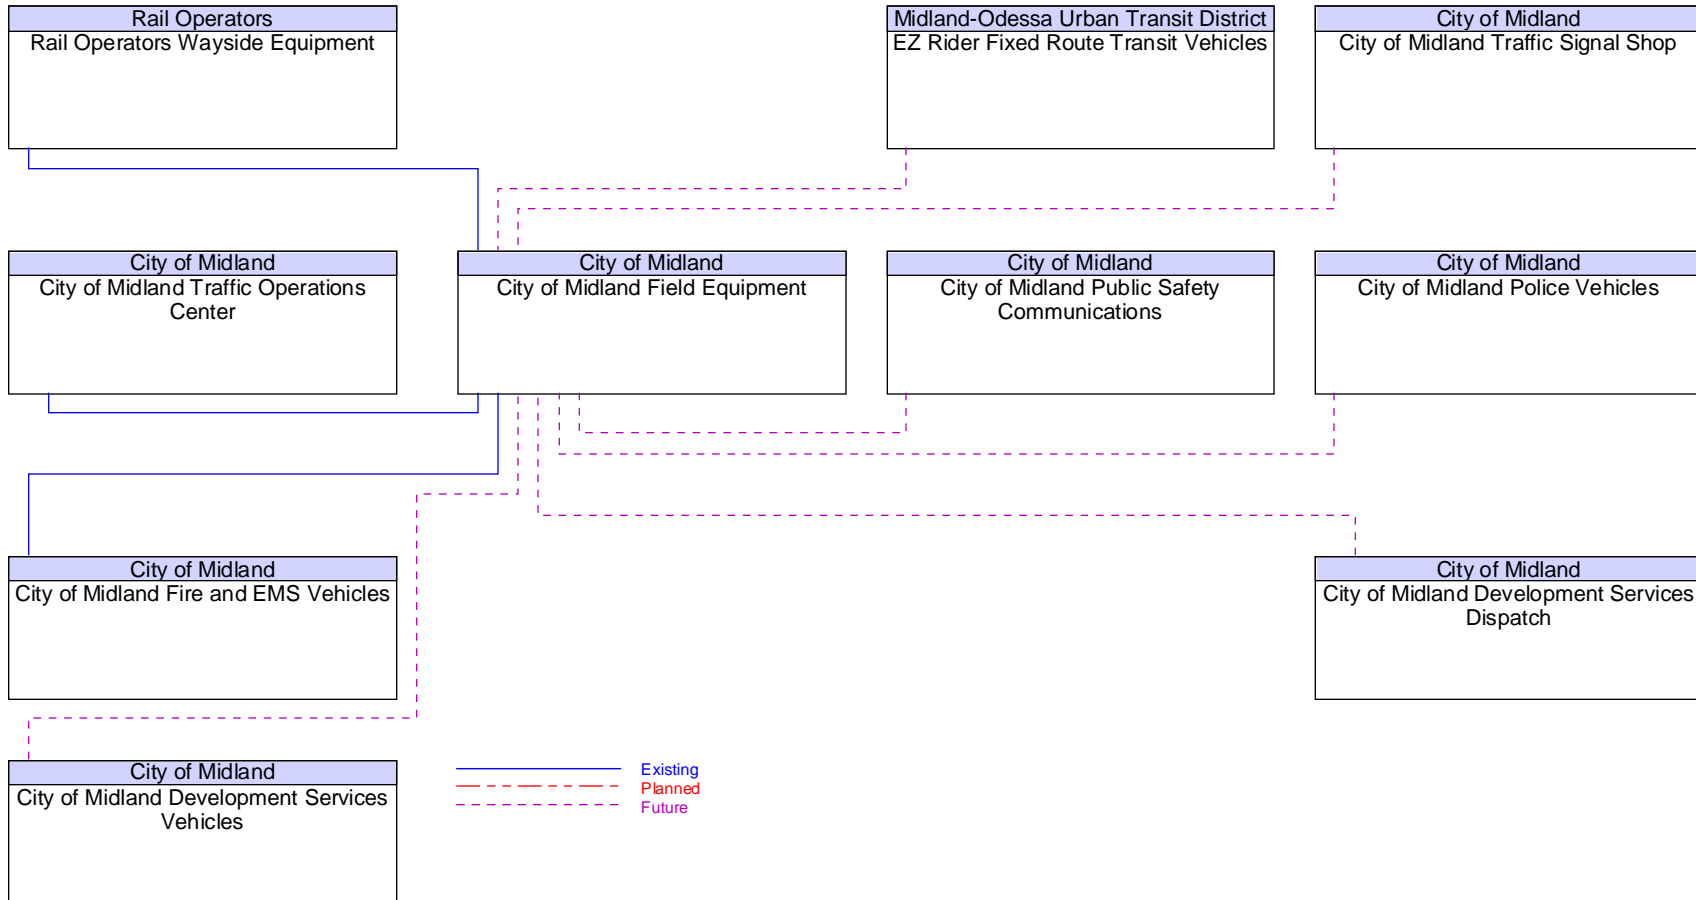 Rail Operators
Rail Operators Wayside Equipment
Midland-Odessa Urban Transit District
EZ Rider Fixed Route Transit Vehicles
City of Midland
City of Midland Traffic Signal Shop
City of Midland
City of Midland Traffic Operations
Center
City of Midland
City of Midland Field Equipment
City of Midland
City of Midland Public Safety
Communications
City of Midland
City of Midland Police Vehicles
City of Midland
City of Midland Fire and EMS Vehicles
City of Midland
City of Midland Development Services
Dispatch
City of Midland
City of Midland Development Services
Vehicles
Existing
Planned
Future